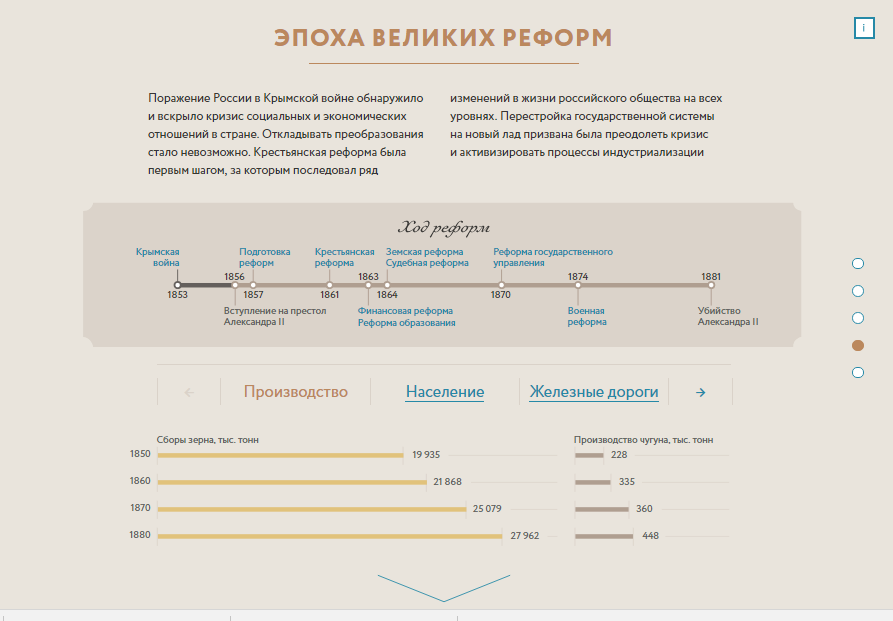 ЭПОХА ВЕЛИКИХ РЕФОРМ
i
Поражение России в Крымской войне обнаружило
и вскрыло кризис социальных и экономических
отношений в стране. Откладывать преобразования
стало невозможно. Крестьянская реформа была
первым шагом, за которым последовал ряд
изменений в жизни российского общества на всех
уровнях. Перестройка государственной системы
на новый лад призвана была преодолеть кризис
и активизировать процессы индустриализации
Ход реформ
Крымская
война
1853
1856
Вступление на престол
Александра II
Подготовка
реформ
1857
Крестьянская
реформа
1861
1863
Финансовая реформа
Реформа образования
Земская реформа
Судебная реформа
1864
Реформа государственного
управления
1870
1874
Военная
реформа
1881
Убийство
Александра II
← Производство Население Железные дороги →
Сборы зерна, тыс. тонн
1850 19 935
1860 21 868
1870 25 079
1880 27 962
Производство чугуна, тыс. тонн
228
335
360
448